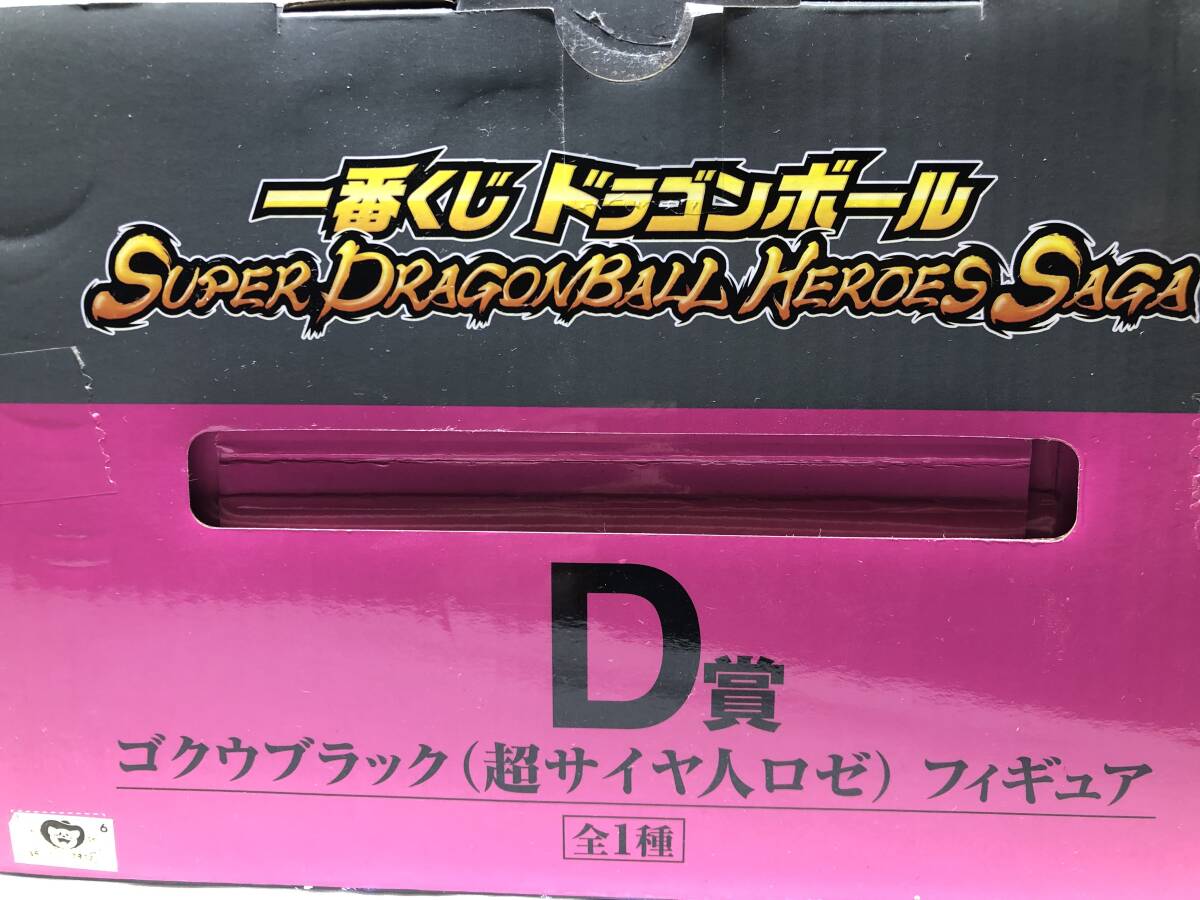 一番くじ ドラゴンボール
SUPER DRAGONBALL HEROES SAGA
D賞
ゴクウブラック(超サイヤ人ロゼ) フィギュア
全1種
6